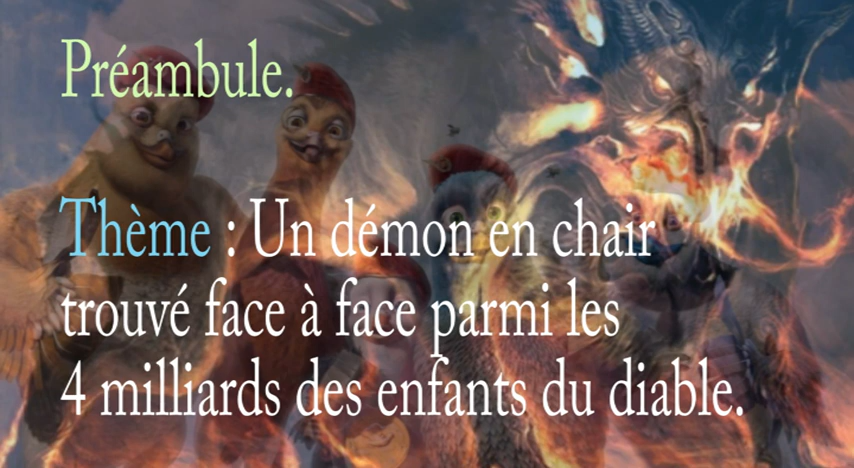 Préambule.
Thème : Un démon en chair
trouvé face à face parmi les
4 milliards des enfants du diable.